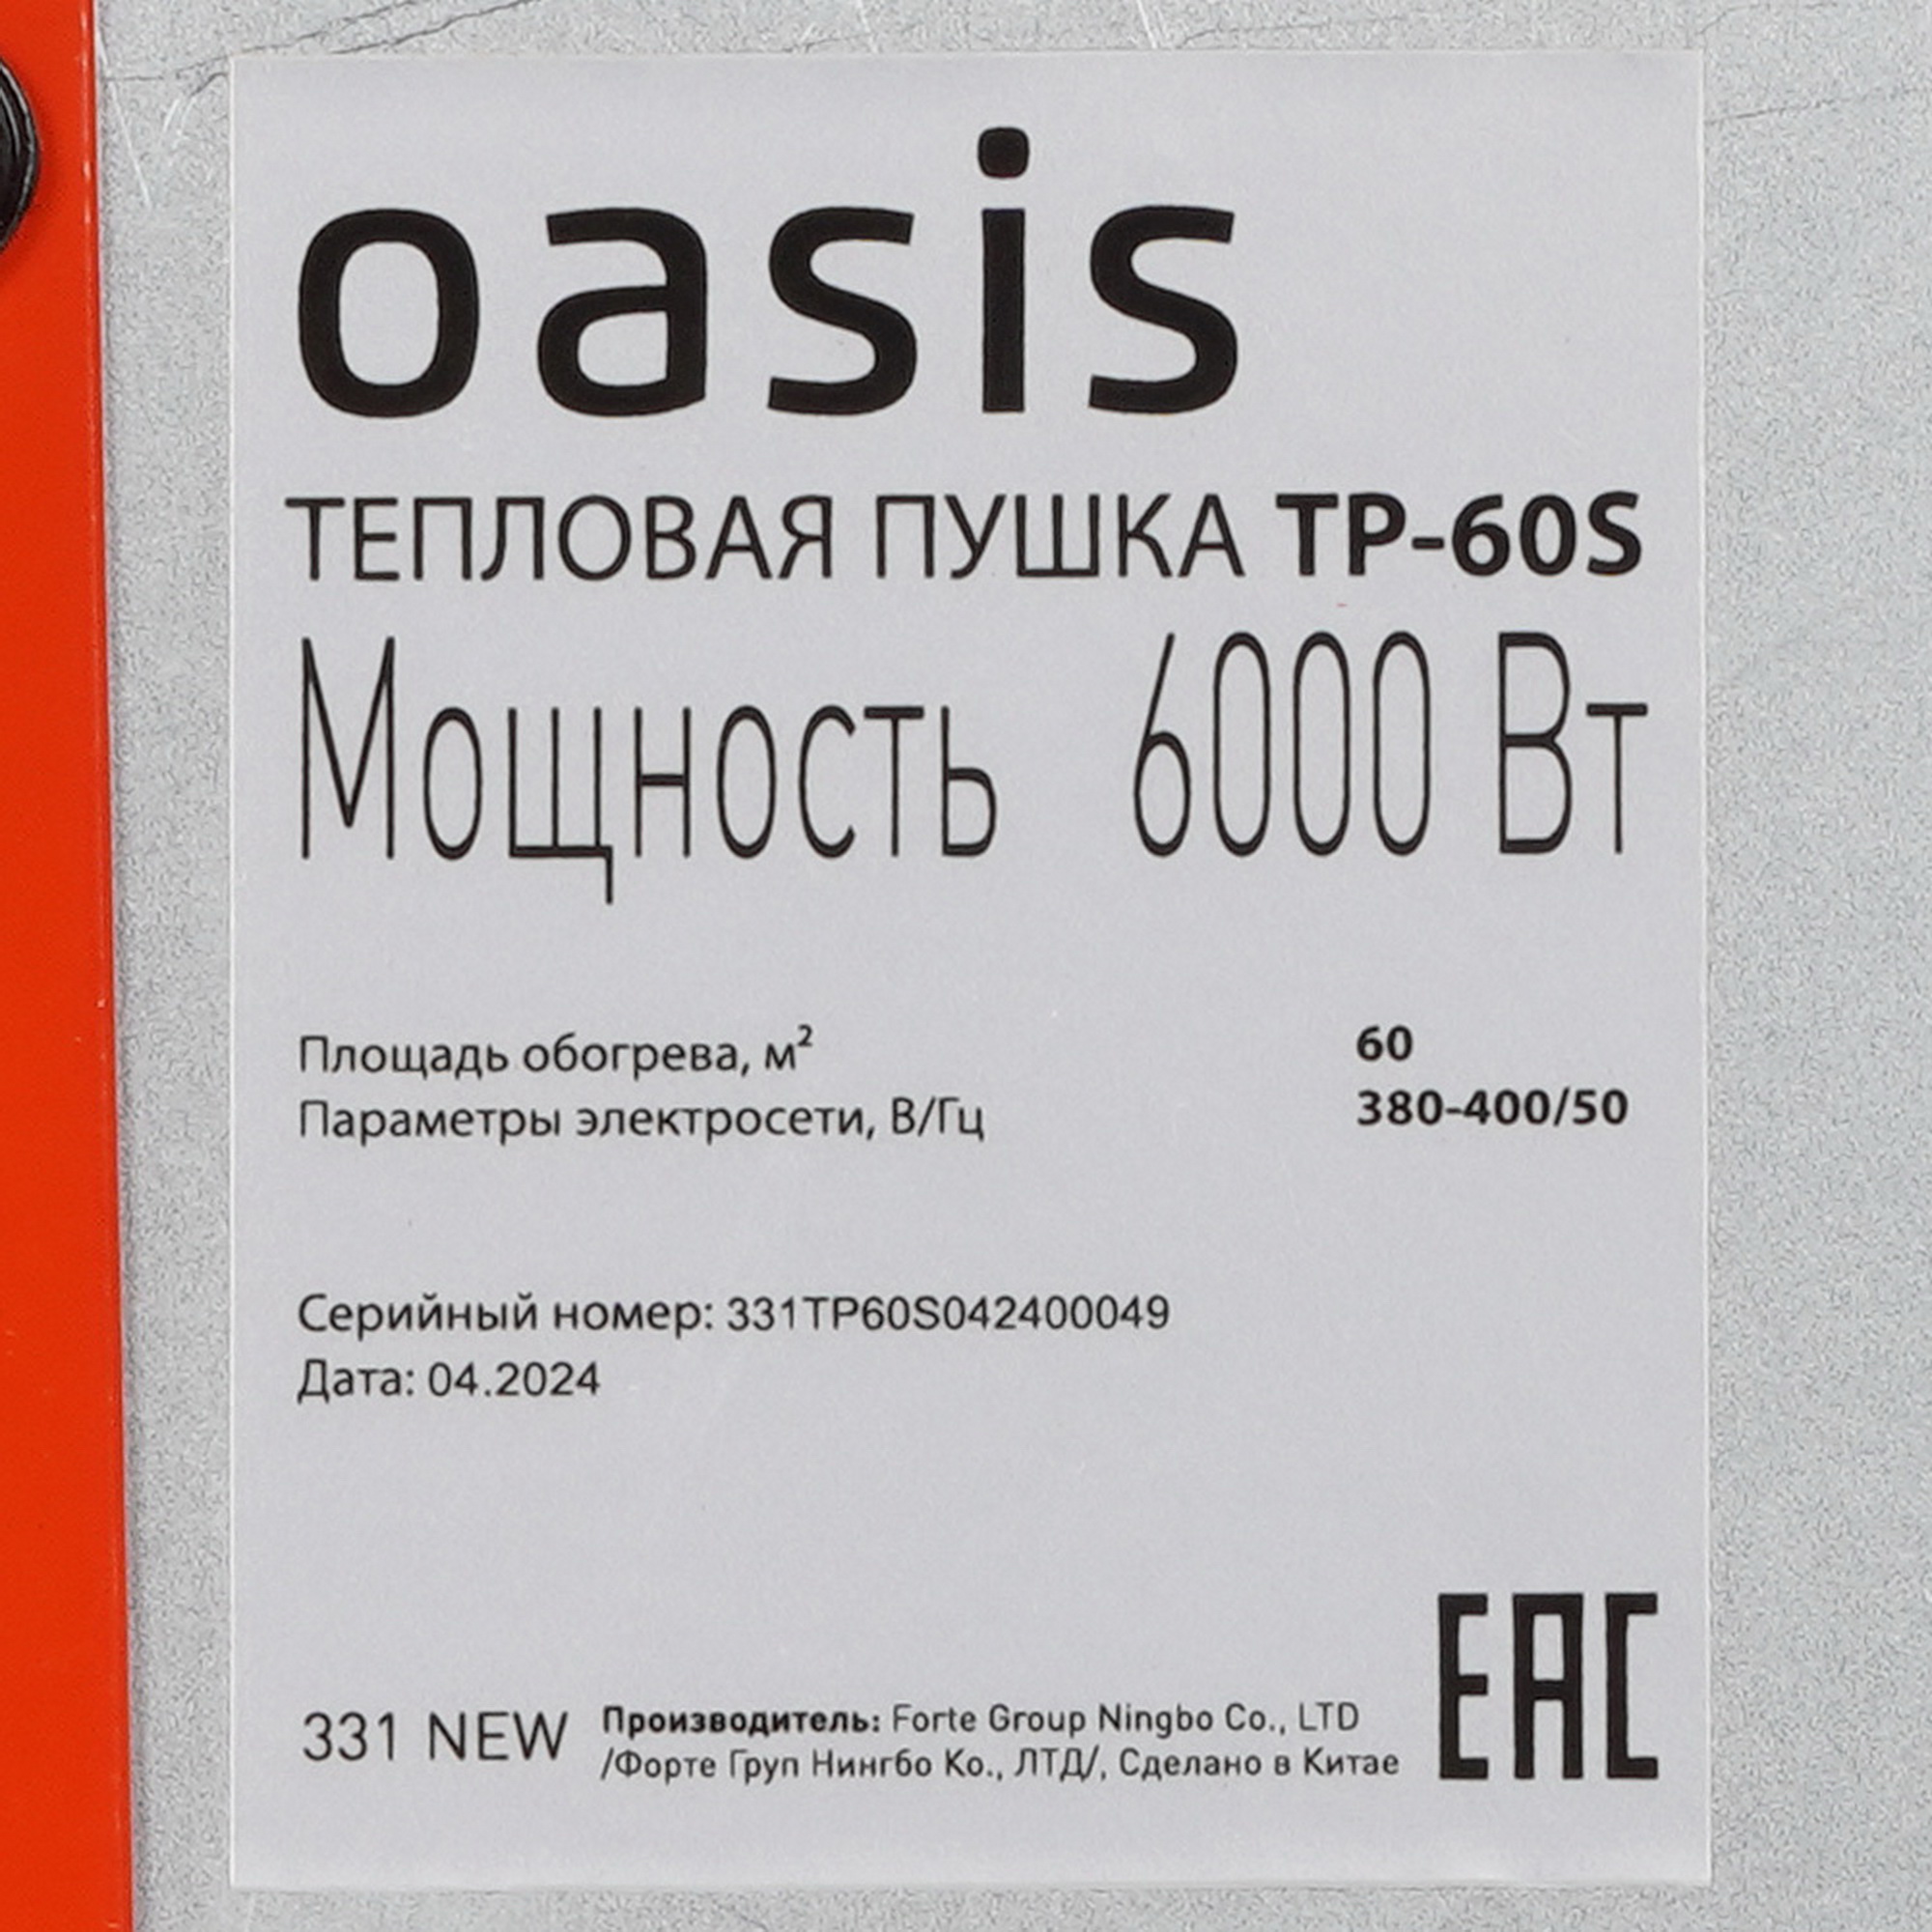 oasis
ТЕПЛОВАЯ ПУШКА TP-60S
Мощность 6000 Вт
Площадь обогрева, м² 60
Параметры электросети, В/Гц 380-400/50
Серийный номер: 331TP60S042400049
Дата: 04.2024
331 NEW
Производитель: Forte Group Ningbo Co., LTD
/Форте Груп Нингбо Ко., ЛТД/, Сделано в Китае
EAC